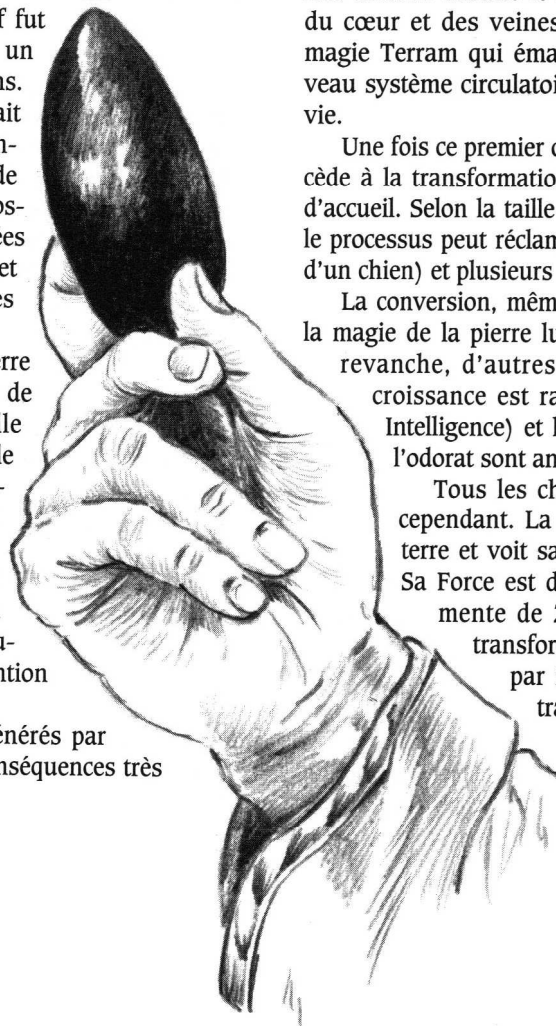 f fut
un
ns.
ait
n-
de
os-
ées
et
es
erre
de
lle
le
-
u-
ntion
énérés par
nséquences très
du cœur et des veines
magie Terram qui éma
veau système circulatoi
vie.
Une fois ce premier
cède à la transformatio
d'accueil. Selon la taille
le processus peut réclam
d'un chien) et plusieurs
La conversion, mêm
la magie de la pierre lu
revanche, d'autres
croissance est ra
Intelligence) et l
l'odorat sont an
Tous les ch
cependant. La
terre et voit sa
Sa Force est d
mente de
transfor
par
tra